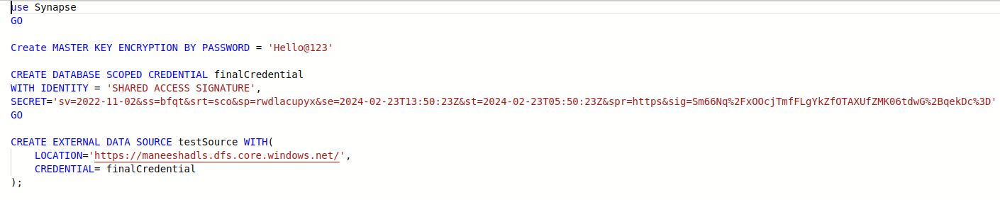 use Synapse
GO
Create MASTER KEY ENCRYPTION BY PASSWORD = 'Hello@123'
CREATE DATABASE SCOPED CREDENTIAL finalCredential
WITH IDENTITY = 'SHARED ACCESS SIGNATURE',
SECRET='sv=2022-11-02&ss=bfqt&srt=sco&sp=rwdlacupyx&se=2024-02-23T13:50:23Z&st=2024-02-23T05:50:23Z&spr=https&sig=Sm66Nq%2FxOOcjTmfFLgYkZfOTAXUfZMK06tdwG%2BqekDc%3D'
GO
CREATE EXTERNAL DATA SOURCE testSource WITH(
LOCATION='https://maneeshadls.dfs.core.windows.net/',
CREDENTIAL= finalCredential
);